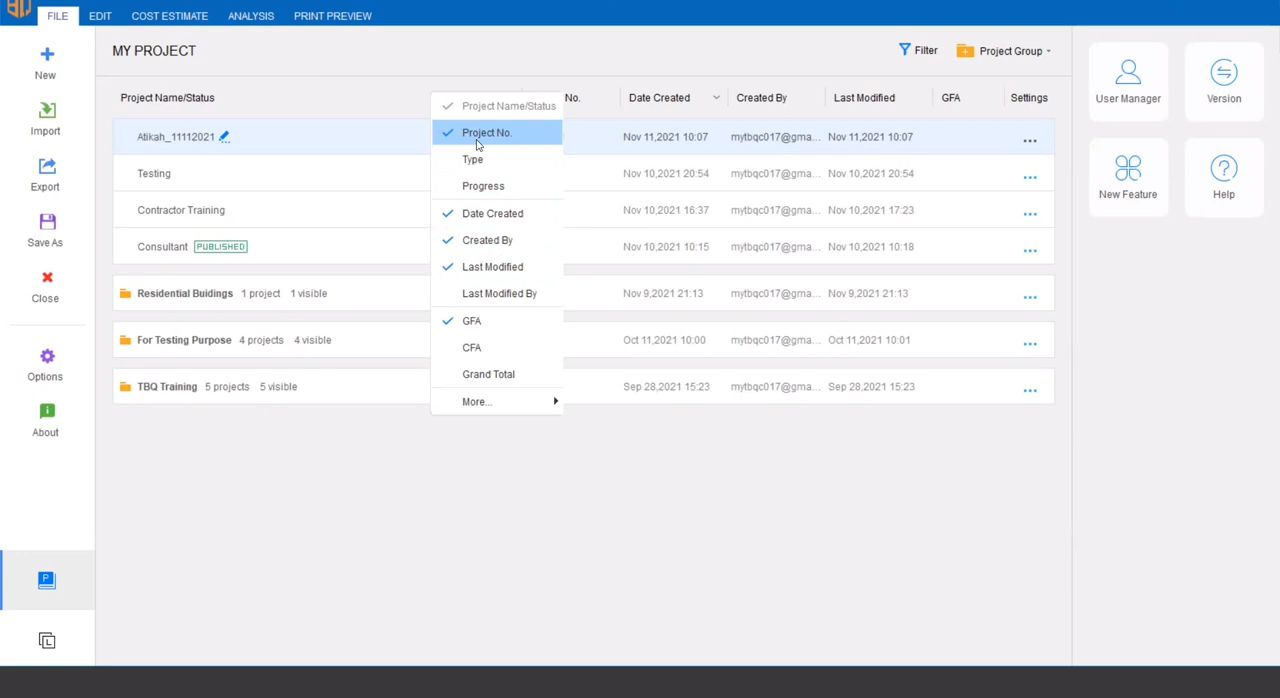 FILE EDIT COST ESTIMATE ANALYSIS PRINT PREVIEW
New
Import
Export
Save As
Close
Options
About
P
L
MY PROJECT
Filter
Project Group
Project Name/Status No. Date Created Created By Last Modified GFA Settings
Atikah_11112021 Nov 11,2021 10:07 mytbqc017@gma... Nov 11,2021 10:07 ...
Testing Nov 10,2021 20:54 mytbqc017@gma... Nov 10,2021 20:54 ...
Contractor Training Nov 10,2021 16:37 mytbqc017@gma... Nov 10,2021 17:23 ...
Consultant PUBLISHED Nov 10,2021 10:15 mytbqc017@gma... Nov 10,2021 10:18 ...
Residential Buidings 1 project 1 visible Nov 9,2021 21:13 mytbqc017@gma... Nov 9,2021 21:13 ...
For Testing Purpose 4 projects 4 visible Oct 11,2021 10:00 mytbqc017@gma... Oct 11,2021 10:01 ...
TBQ Training 5 projects 5 visible Sep 28,2021 15:23 mytbqc017@gma... Sep 28,2021 15:23 ...
Project Name/Status
Project No.
Type
Progress
Date Created
Created By
Last Modified
Last Modified By
GFA
CFA
Grand Total
More...
User Manager
Version
New Feature
Help